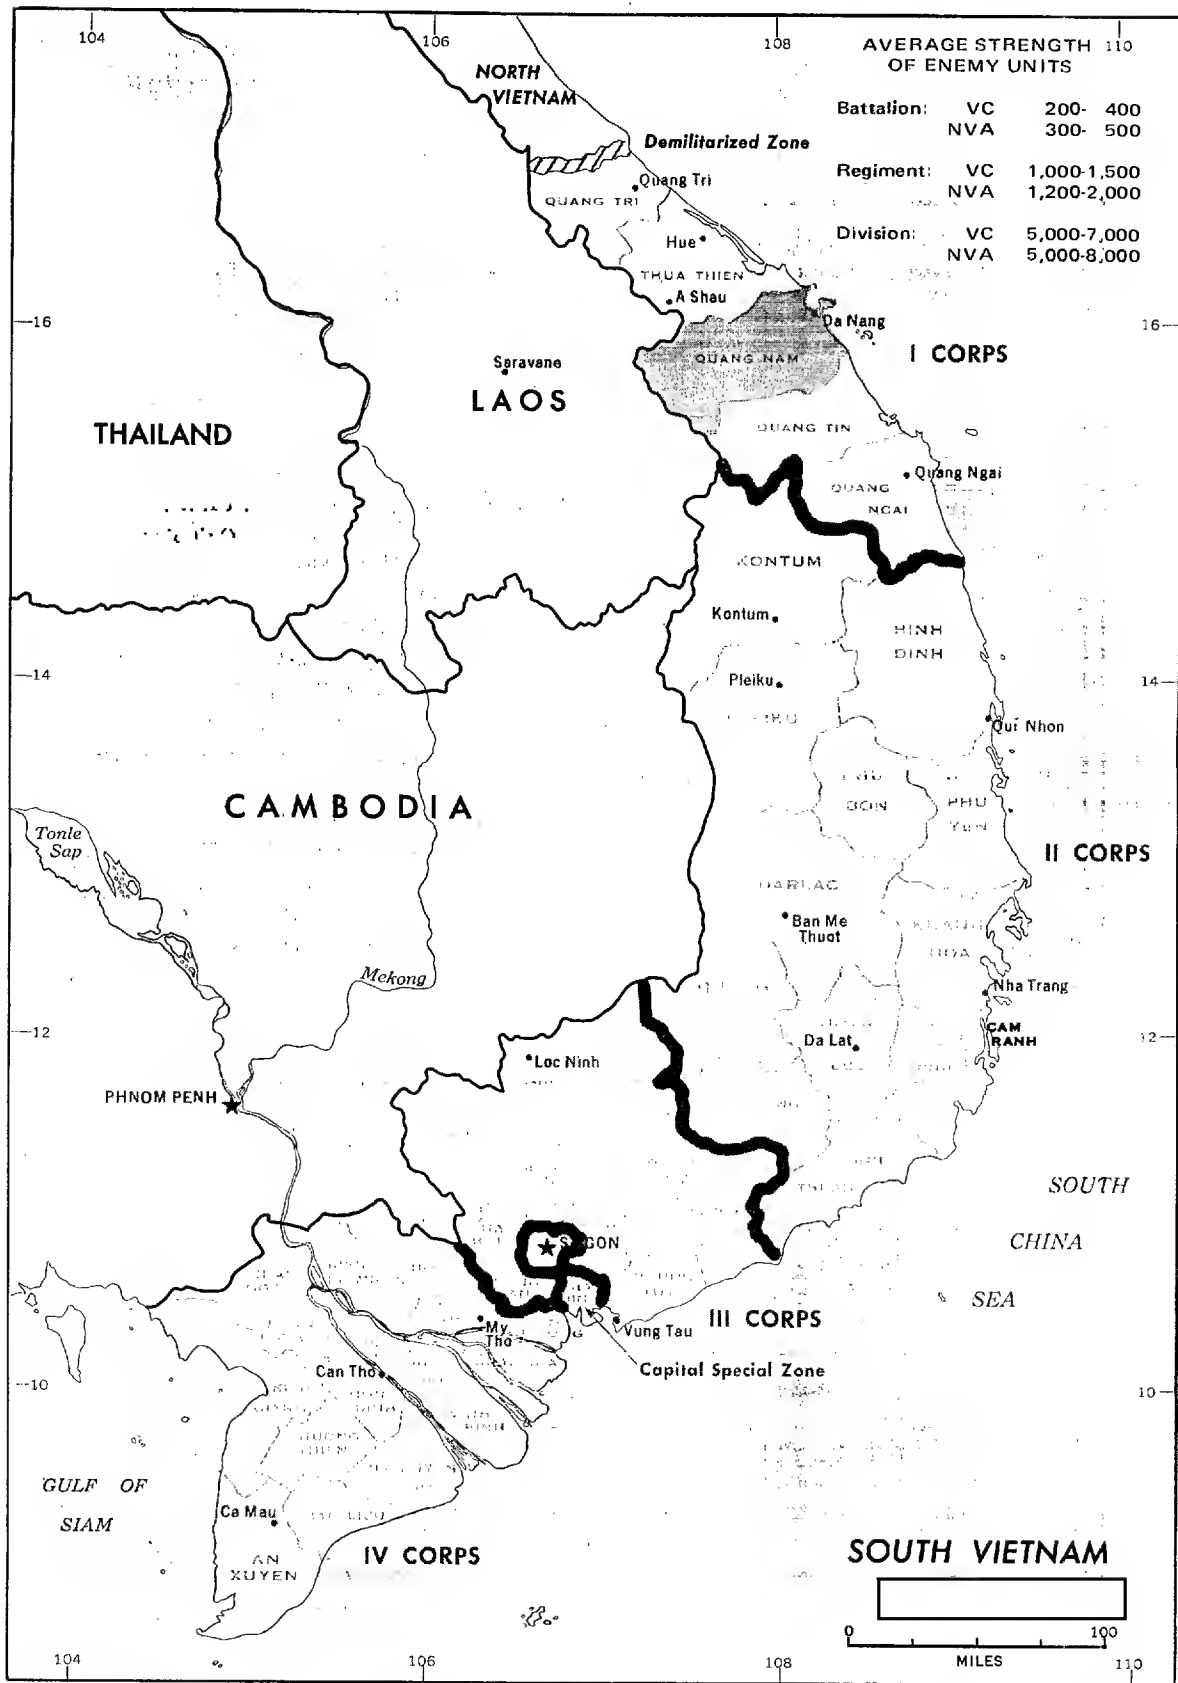 104
106
108
110
AVERAGE STRENGTH
OF ENEMY UNITS
Battalion: VC 200- 400
NVA 300- 500
Regiment: VC 1,000-1,500
NVA 1,200-2,000
Division: VC 5,000-7,000
NVA 5,000-8,000
NORTH
VIETNAM
Demilitarized Zone
Quang Tri
QUANG TRI
Hue
THUA THIEN
A Shau
16
16
Da Nang
I CORPS
QUANG NAM
Saravane
LAOS
THAILAND
QUANG TIN
Quang Ngai
QUANG
NGAI
KONTUM
Kontum
BINH
DINH
14
14
Pleiku
Qui Nhon
BON
PHU
YEN
CAMBODIA
Tonle
Sap
II CORPS
DARLAC
Ban Me
Thuot
HOA
Mekong
Nha Trang
CAM
RANH
12
12
Da Lat
Loc Ninh
PHNOM PENH
SOUTH
CHINA
SEA
SAIGON
III CORPS
My
Tho
Vung Tau
Capital Special Zone
Can Tho
10
10
BINH
GULF OF
SIAM
Ca Mau
AN
XUYEN
IV CORPS
SOUTH VIETNAM
0
100
MILES
104
106
108
110